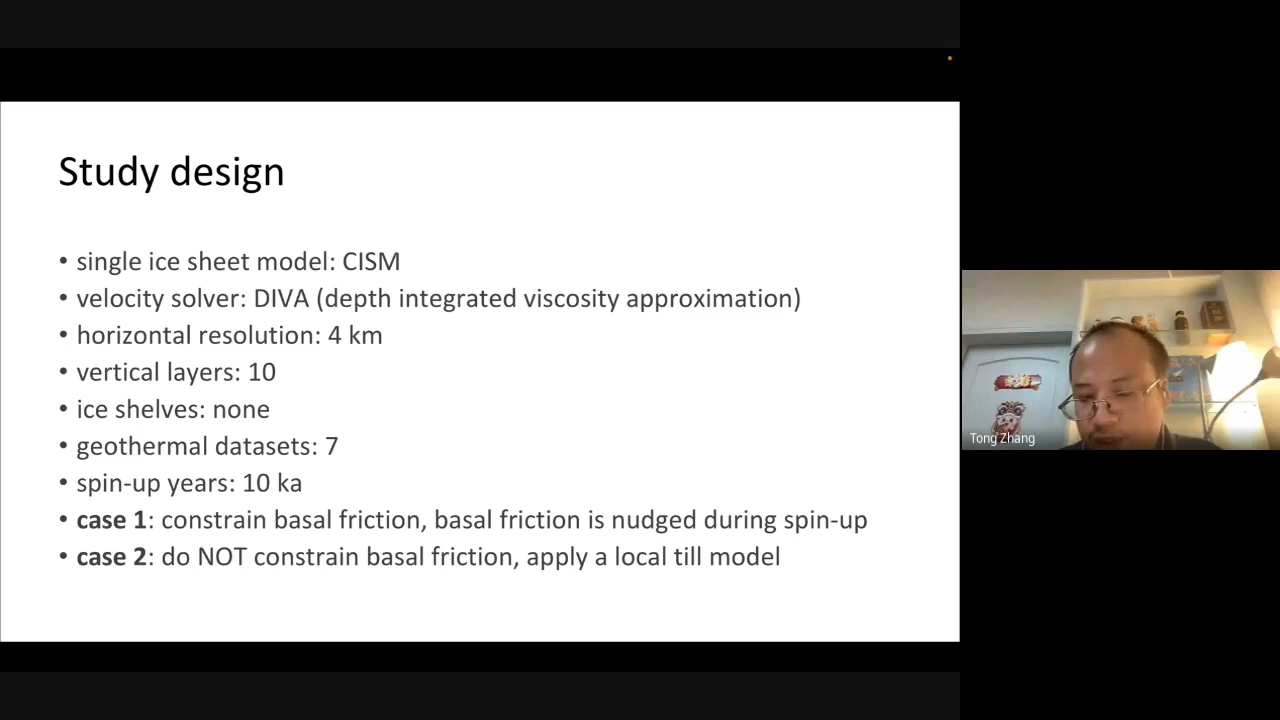 Study design
• single ice sheet model: CISM
• velocity solver: DIVA (depth integrated viscosity approximation)
• horizontal resolution: 4 km
• vertical layers: 10
• ice shelves: none
• geothermal datasets: 7
• spin-up years: 10 ka
• case 1: constrain basal friction, basal friction is nudged during spin-up
• case 2: do NOT constrain basal friction, apply a local till model
Tong Zhang